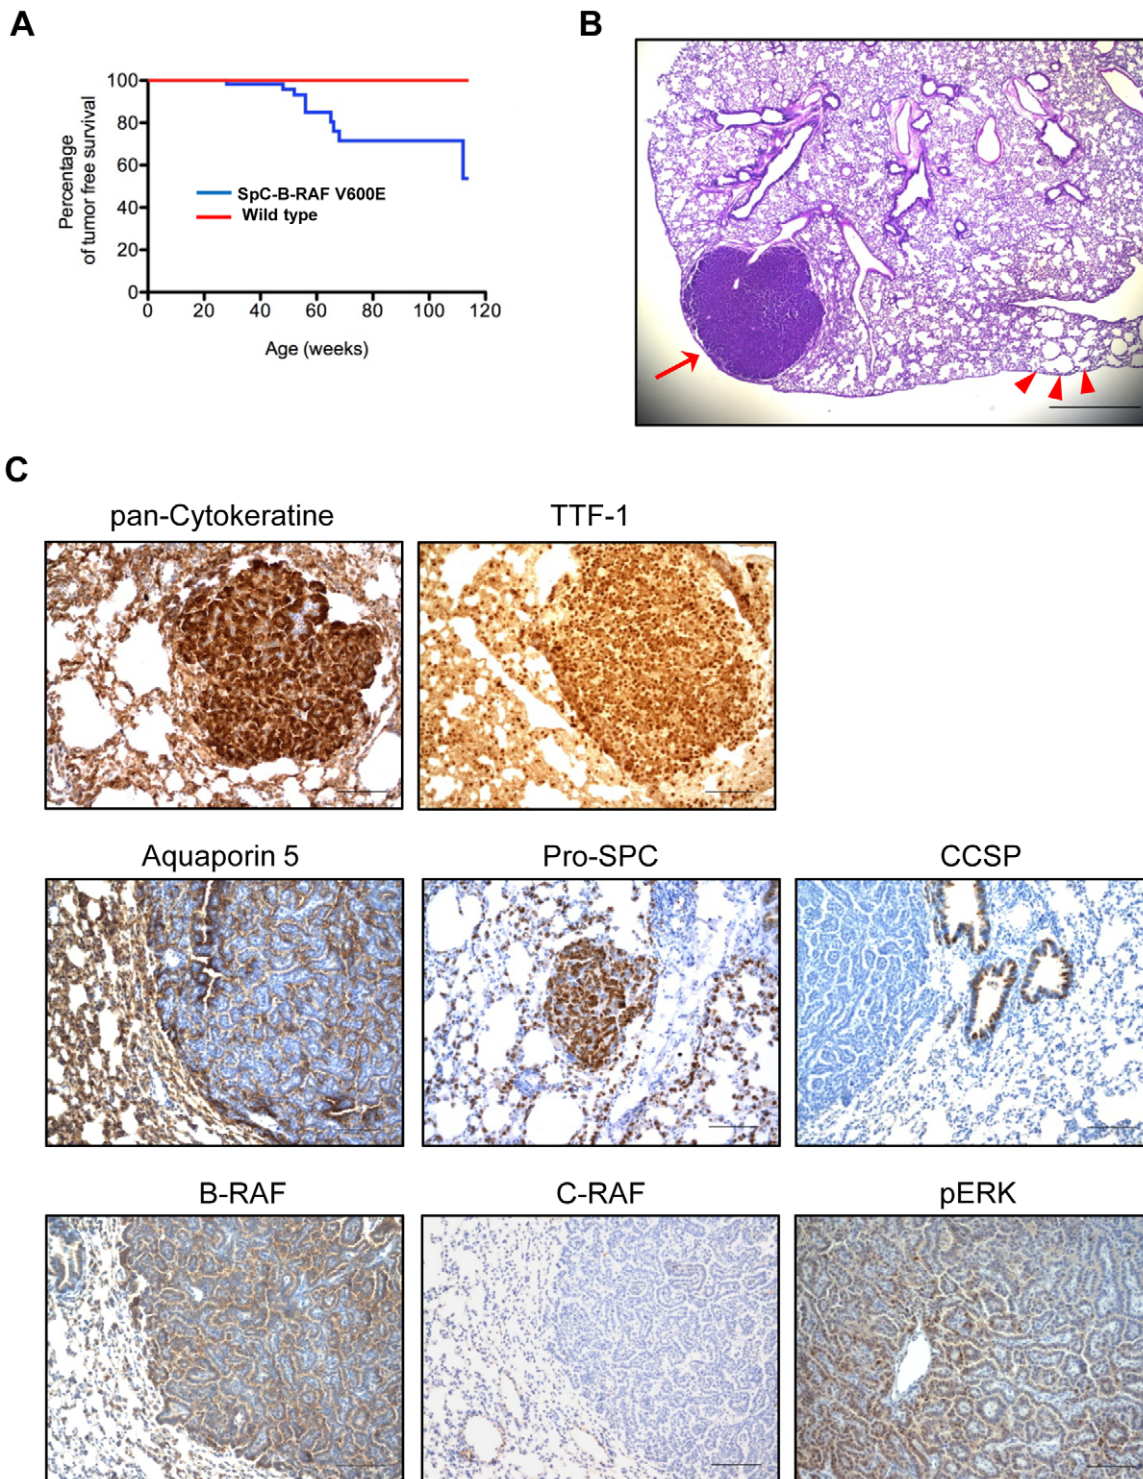 A
B
100
80
60
40
20
0
Percentage
of tumor free survival
SpC-B-RAF V600E
Wild type
0 20 40 60 80 100 120
Age (weeks)
C
pan-Cytokeratine
TTF-1
Aquaporin 5
Pro-SPC
CCSP
B-RAF
C-RAF
pERK